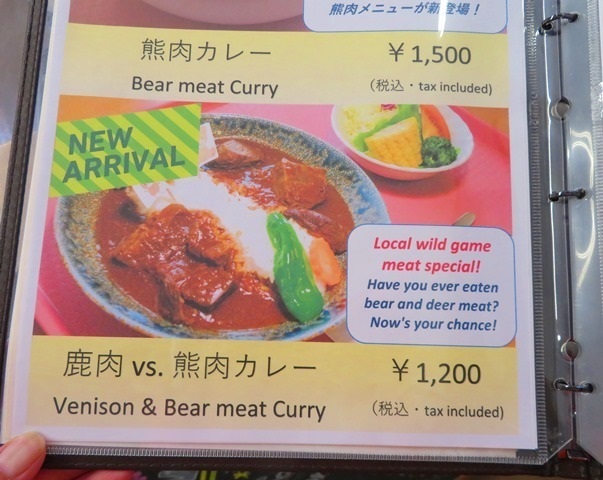 熊肉メニューが新登場！
熊肉カレー ￥1,500
Bear meat Curry (税込・tax included)
NEW
ARRIVAL
Local wild game
meat special!
Have you ever eaten
bear and deer meat?
Now's your chance!
鹿肉 vs. 熊肉カレー ￥1,200
Venison & Bear meat Curry (税込・tax included)